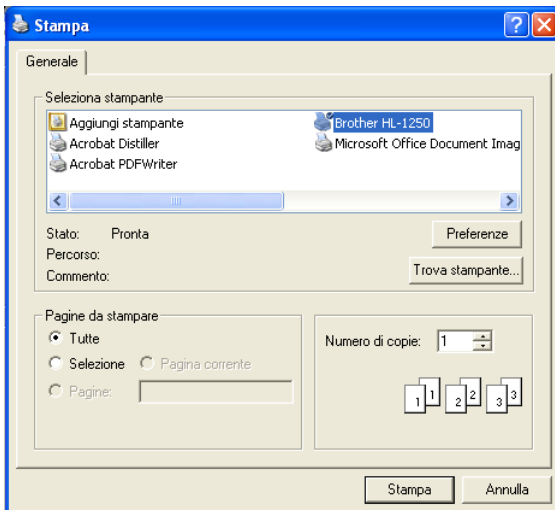 Stampa
Generale
Seleziona stampante
Aggiungi stampante
Brother HL-1250
Acrobat Distiller
Microsoft Office Document Imag
Acrobat PDFWriter
Stato: Pronta
Preferenze
Percorso:
Commento:
Trova stampante...
Pagine da stampare
Tutte
Numero di copie: 1
Selezione Pagina corrente
Pagine:
1 1 2 2 3 3
Stampa Annulla